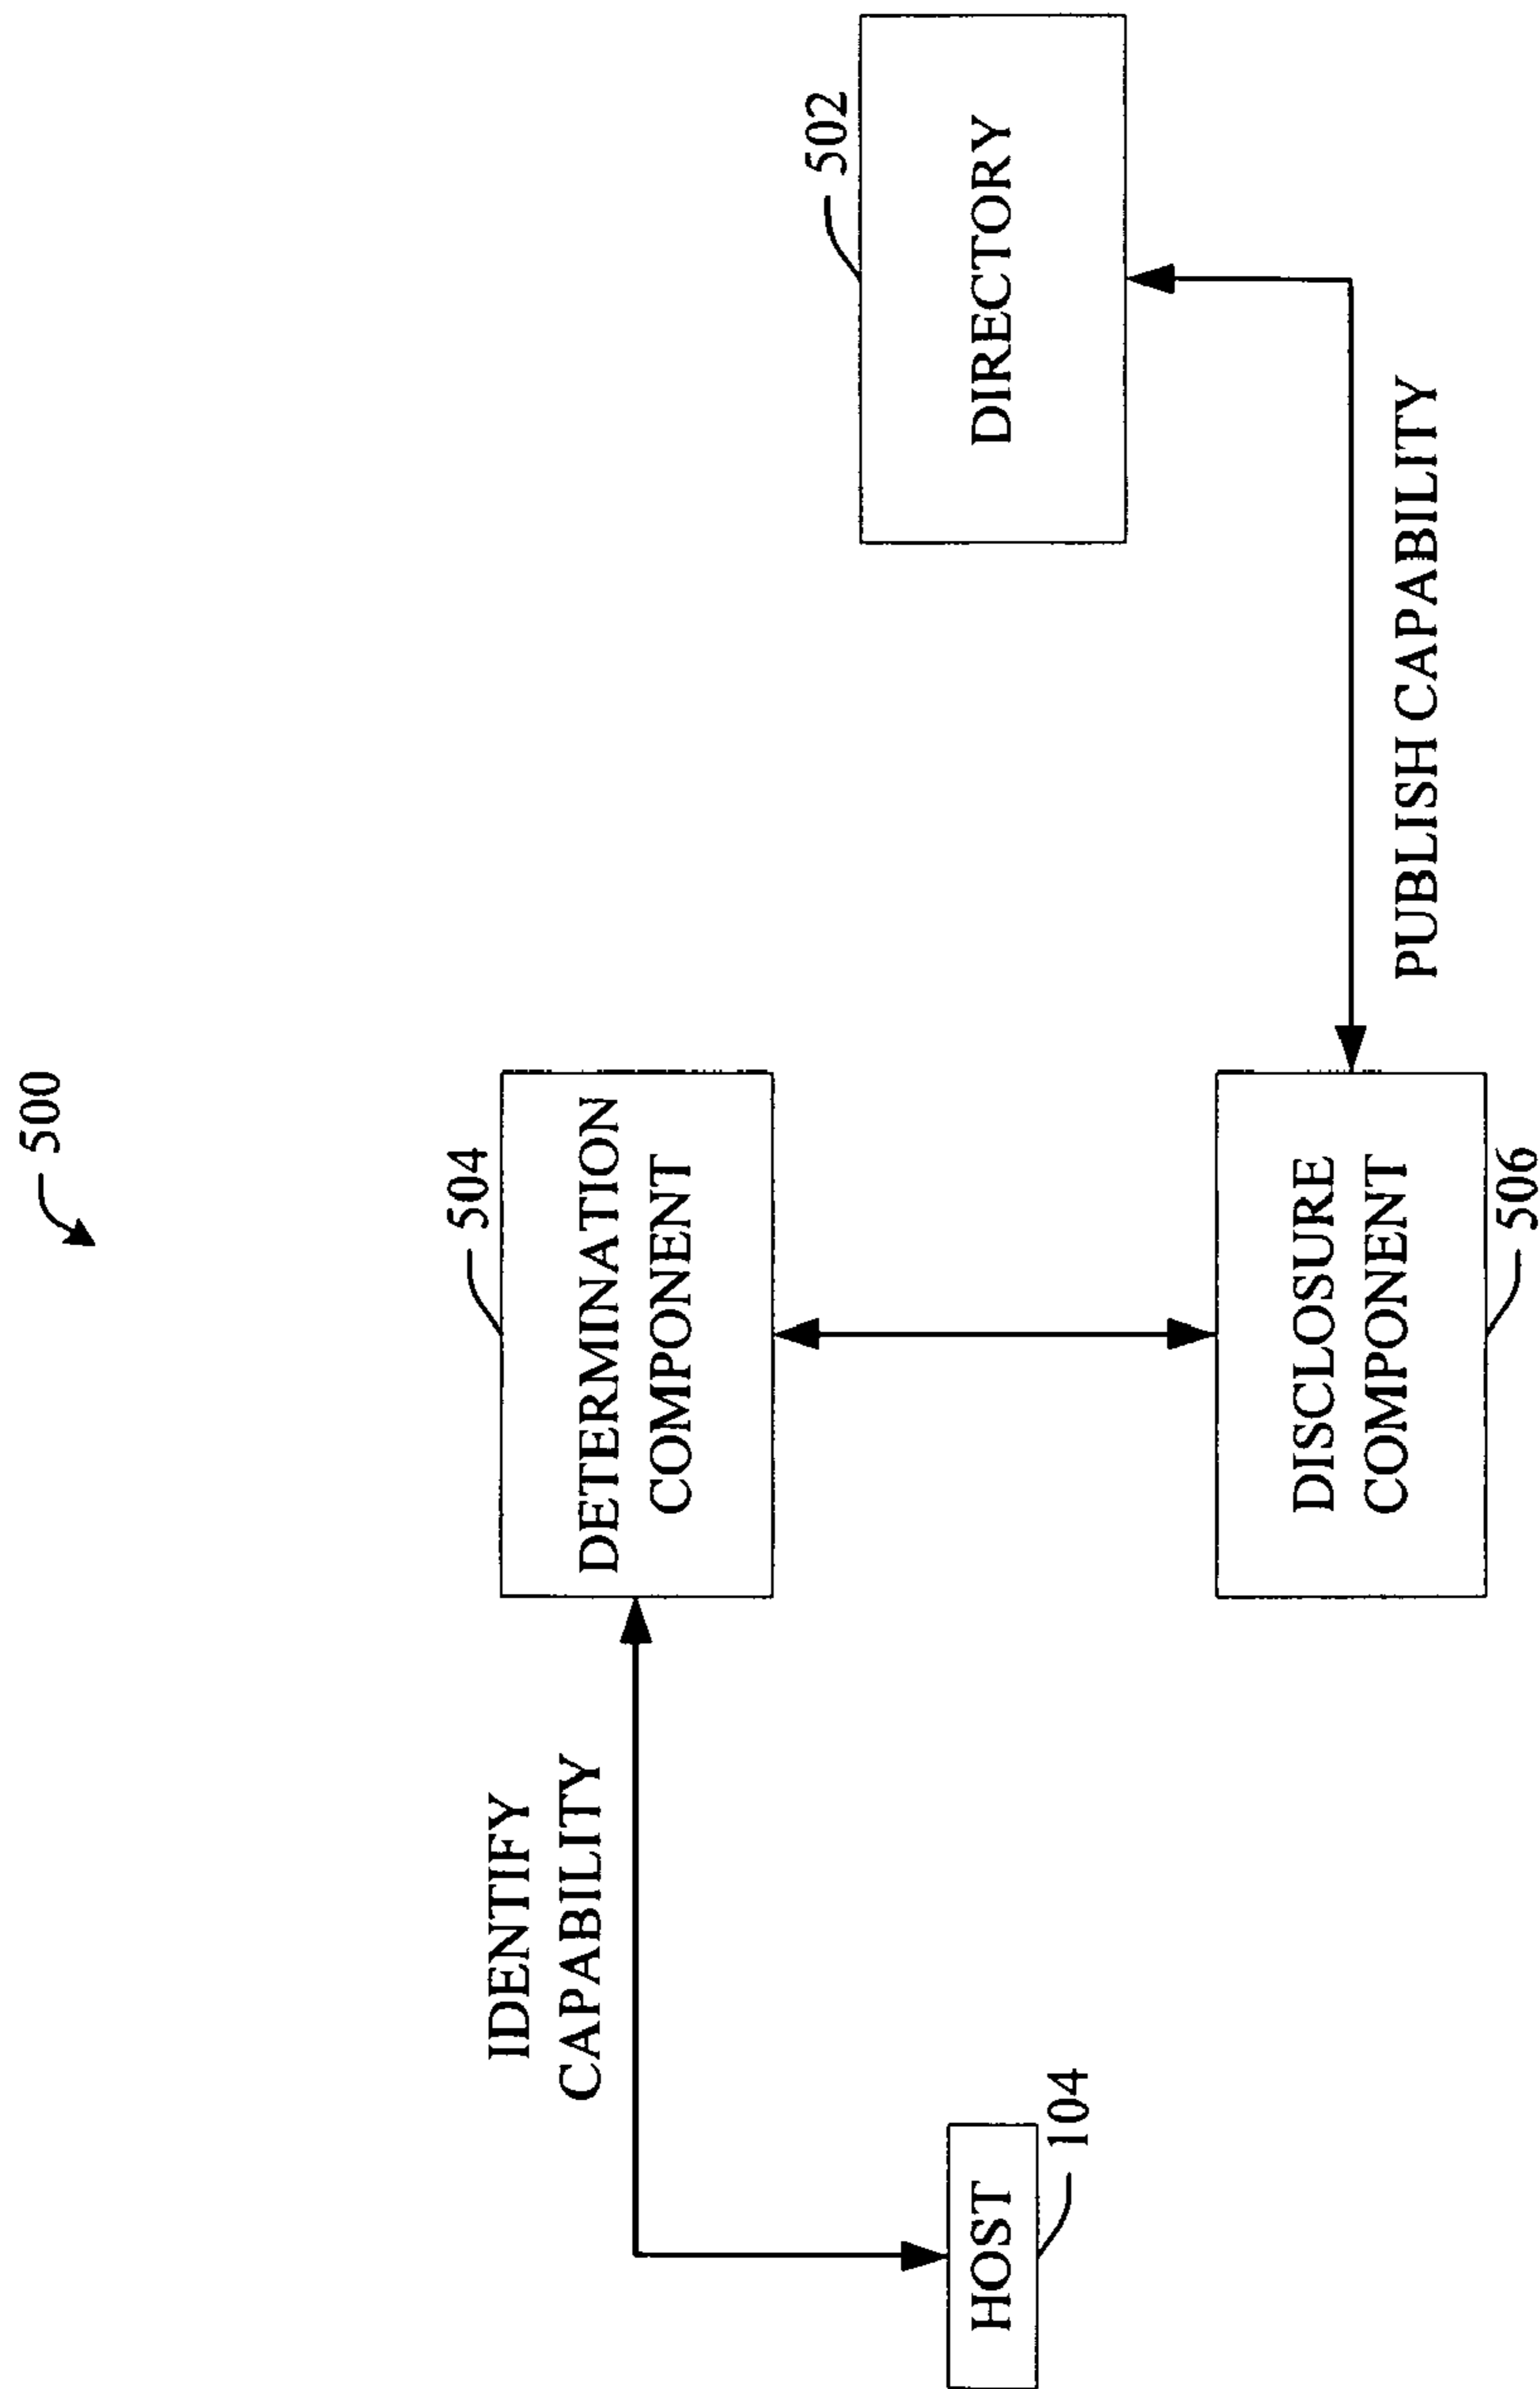 500
504
DETERMINATION
COMPONENT
IDENTIFY
CAPABILITY
502
DIRECTORY
HOST
104
DISCLOSURE
COMPONENT
506
PUBLISH CAPABILITY